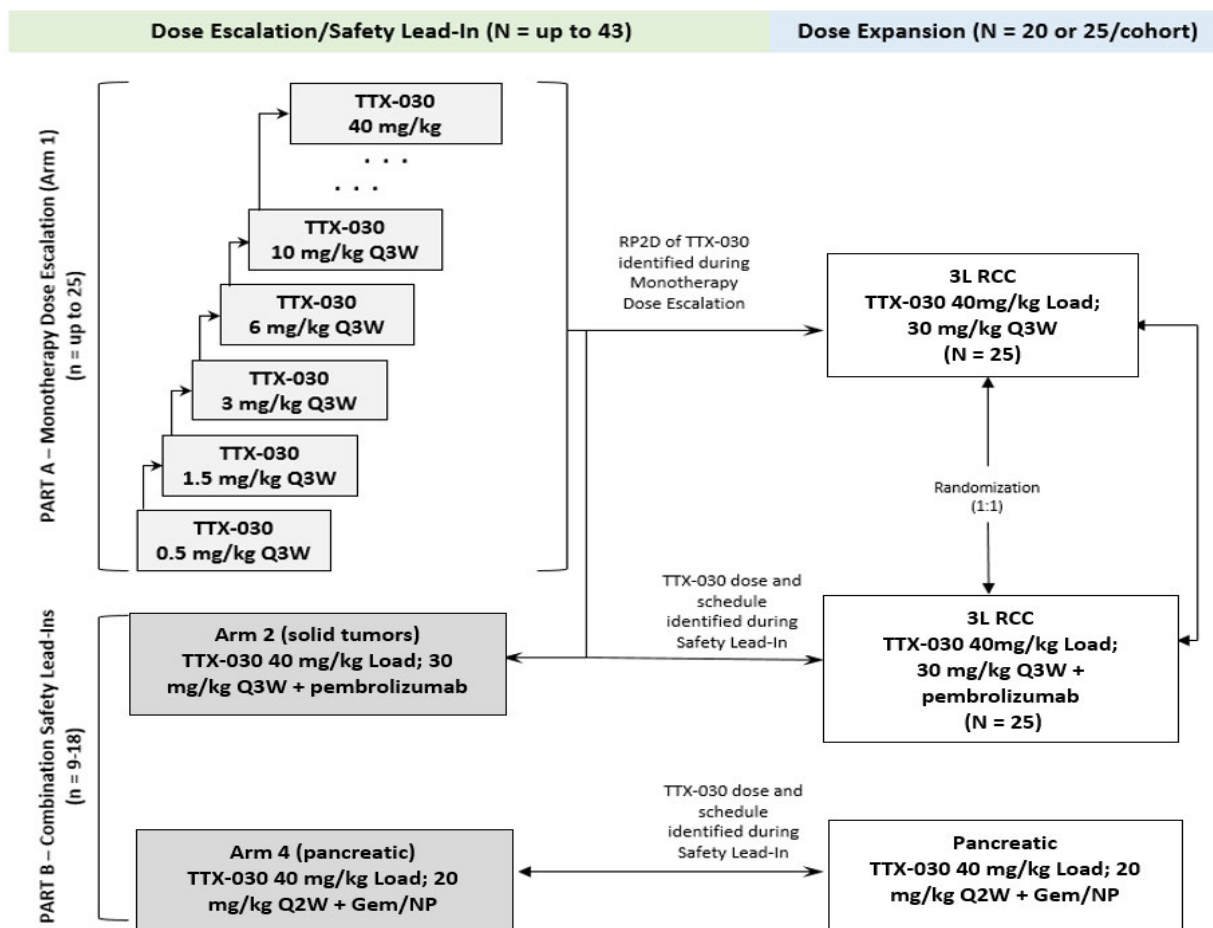 Dose Escalation/Safety Lead-In (N = up to 43)
Dose Expansion (N = 20 or 25/cohort)
PART A – Monotherapy Dose Escalation (Arm 1)
(n = up to 25)
TTX-030
40 mg/kg
. . .
. . .
TTX-030
10 mg/kg Q3W
TTX-030
6 mg/kg Q3W
TTX-030
3 mg/kg Q3W
TTX-030
1.5 mg/kg Q3W
TTX-030
0.5 mg/kg Q3W
RP2D of TTX-030
identified during
Monotherapy
Dose Escalation
3L RCC
TTX-030 40mg/kg Load;
30 mg/kg Q3W
(N = 25)
Randomization
(1:1)
PART B – Combination Safety Lead-Ins
(n = 9-18)
Arm 2 (solid tumors)
TTX-030 40 mg/kg Load; 30
mg/kg Q3W + pembrolizumab
TTX-030 dose and
schedule
identified during
Safety Lead-In
3L RCC
TTX-030 40mg/kg Load;
30 mg/kg Q3W +
pembrolizumab
(N = 25)
Arm 4 (pancreatic)
TTX-030 40 mg/kg Load; 20
mg/kg Q2W + Gem/NP
TTX-030 dose and
schedule
identified during
Safety Lead-In
Pancreatic
TTX-030 40 mg/kg Load; 20
mg/kg Q2W + Gem/NP